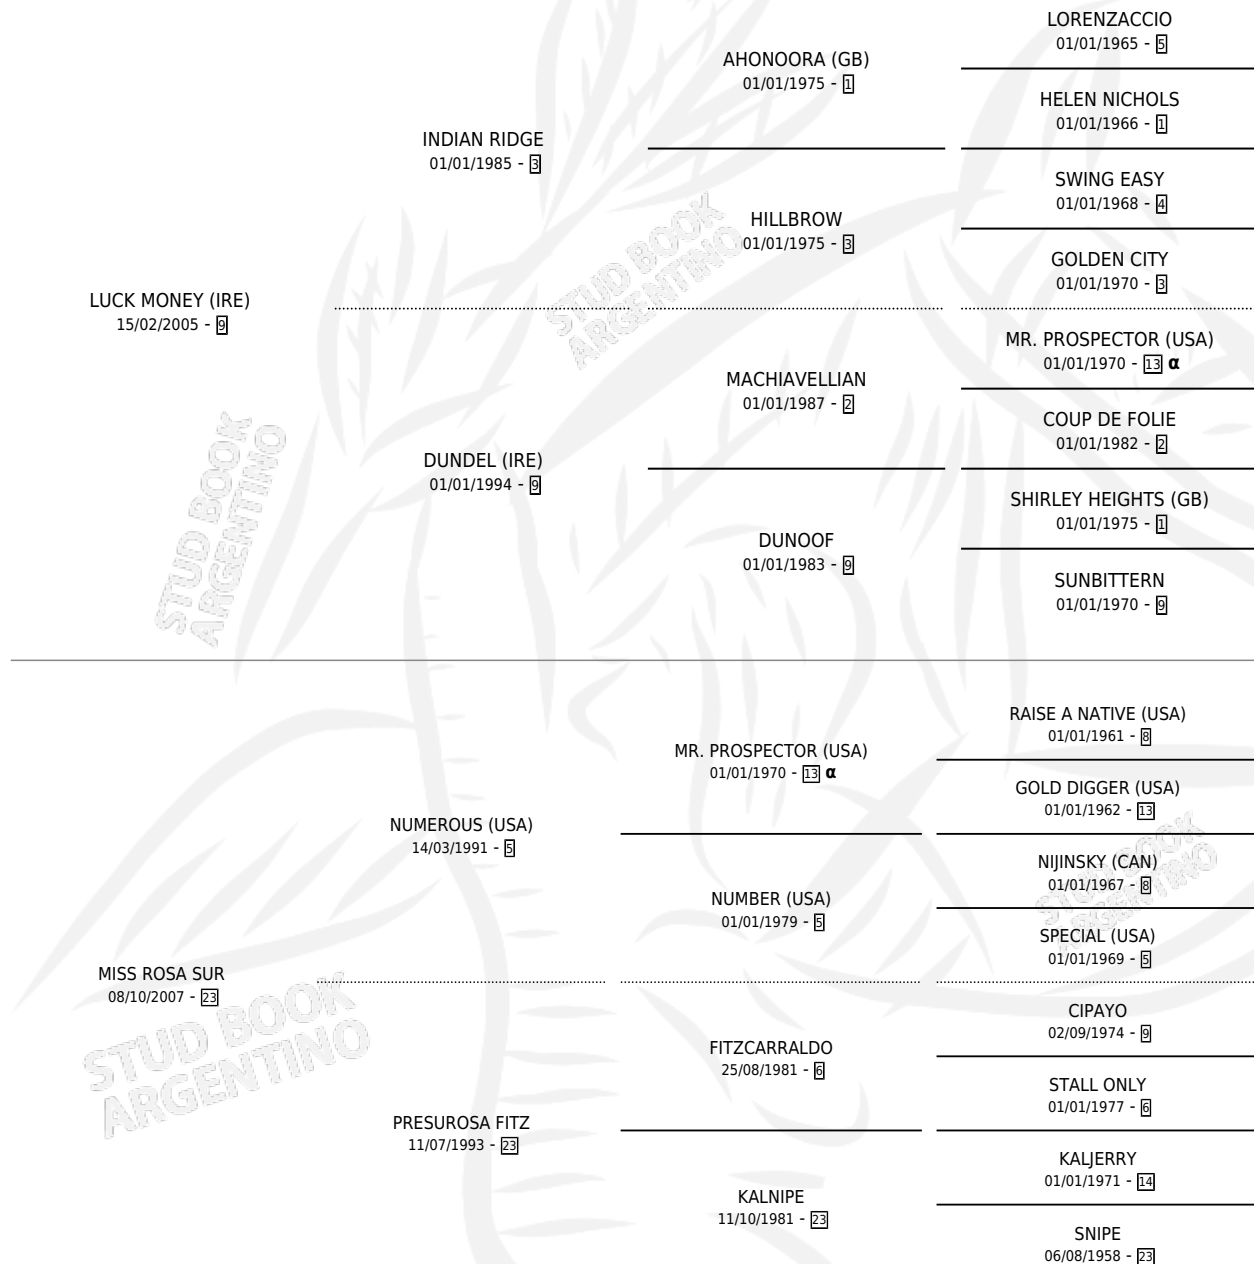 LORENZACCIO
01/01/1965 - 5
AHONOORA (GB)
01/01/1975 - 1
HELEN NICHOLS
01/01/1966 - 1
INDIAN RIDGE
01/01/1985 - 3
SWING EASY
01/01/1968 - 4
HILLBROW
01/01/1975 - 3
GOLDEN CITY
01/01/1970 - 3
LUCK MONEY (IRE)
15/02/2005 - 9
MR. PROSPECTOR (USA)
01/01/1970 - 13 α
MACHIAVELLIAN
01/01/1987 - 2
COUP DE FOLIE
01/01/1982 - 2
DUNDEL (IRE)
01/01/1994 - 9
SHIRLEY HEIGHTS (GB)
01/01/1975 - 1
DUNOOF
01/01/1983 - 9
SUNBITTERN
01/01/1970 - 9
RAISE A NATIVE (USA)
01/01/1961 - 8
MR. PROSPECTOR (USA)
01/01/1970 - 13 α
GOLD DIGGER (USA)
01/01/1962 - 13
NUMEROUS (USA)
14/03/1991 - 5
NIJINSKY (CAN)
01/01/1967 - 8
NUMBER (USA)
01/01/1979 - 5
SPECIAL (USA)
01/01/1969 - 5
MISS ROSA SUR
08/10/2007 - 23
CIPAYO
02/09/1974 - 9
FITZCARRALDO
25/08/1981 - 6
STALL ONLY
01/01/1977 - 6
PRESUROSA FITZ
11/07/1993 - 23
KALJERRY
01/01/1971 - 14
KALNIPE
11/10/1981 - 23
SNIPE
06/08/1958 - 23
STUD BOOK
ARGENTINO
STUD BOOK
ARGENTINO
STUD BOOK
ARGENTINO
STUD BOOK
ARGENTINO